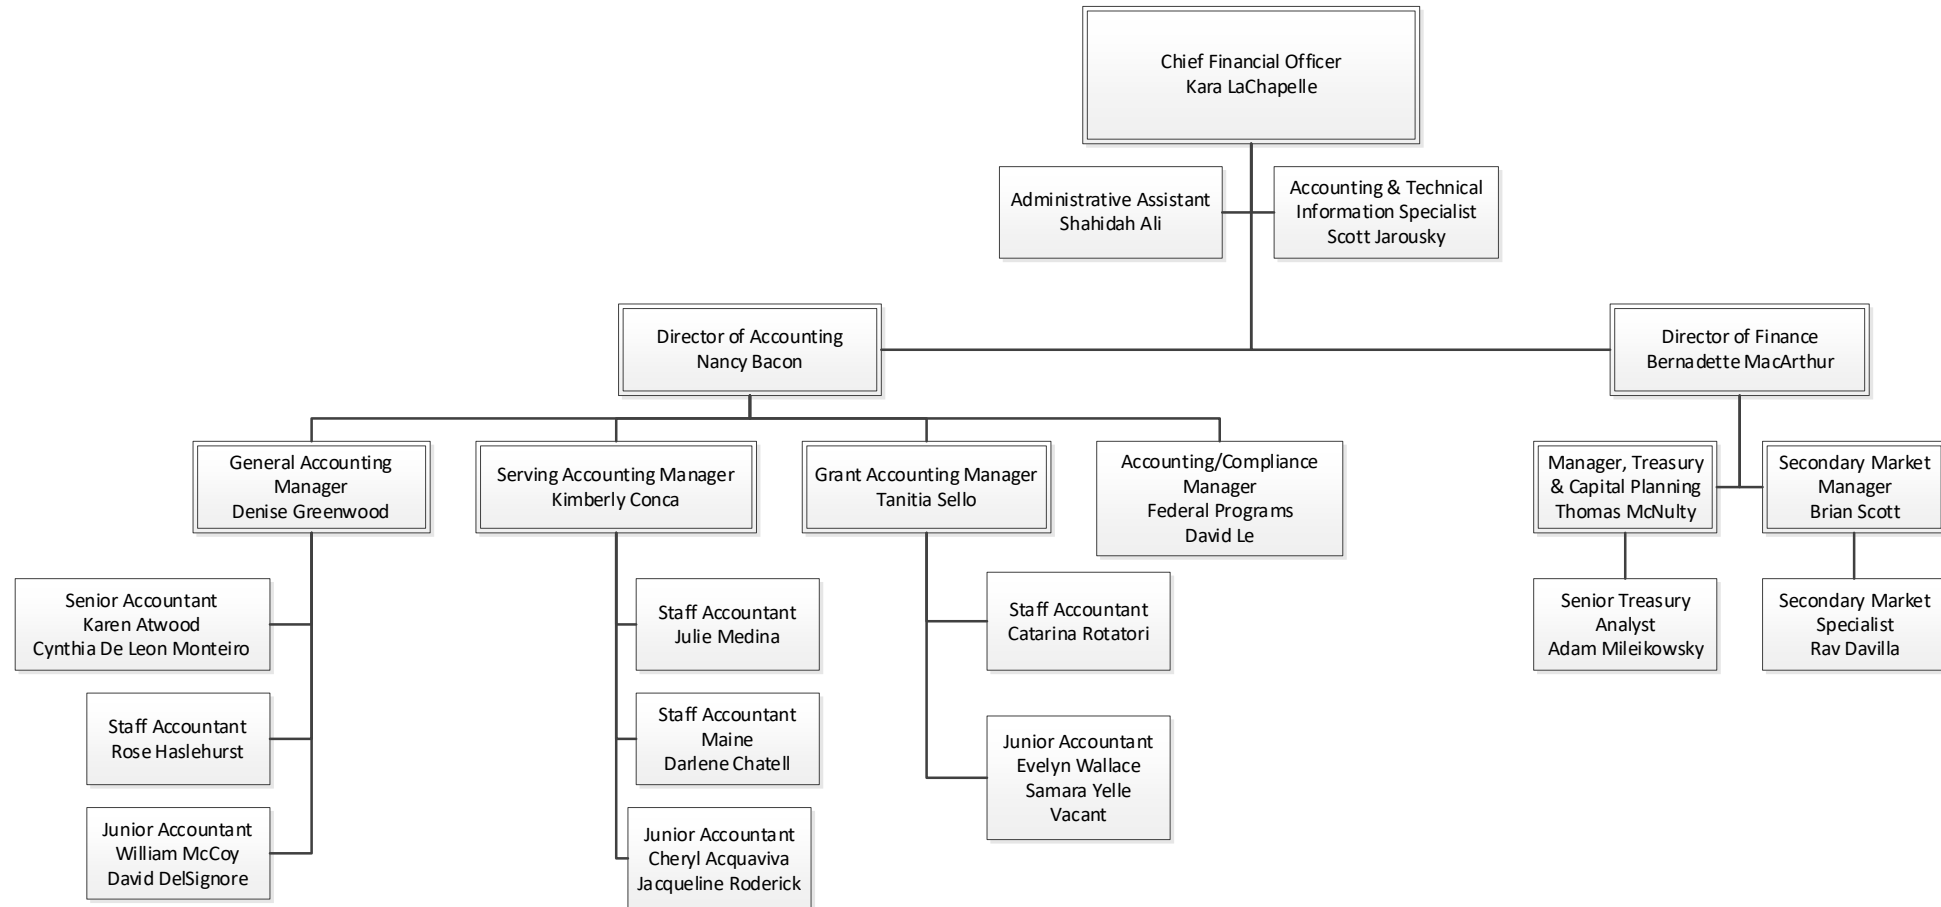 Chief Financial Officer
Kara LaChapelle
Administrative Assistant
Shahidah Ali
Accounting & Technical
Information Specialist
Scott Jarousky
Director of Accounting
Nancy Bacon
Director of Finance
Bernadette MacArthur
General Accounting
Manager
Denise Greenwood
Serving Accounting Manager
Kimberly Conca
Grant Accounting Manager
Tanitia Sello
Accounting/Compliance
Manager
Federal Programs
David Le
Manager, Treasury
& Capital Planning
Thomas McNulty
Secondary Market
Manager
Brian Scott
Senior Accountant
Karen Atwood
Cynthia De Leon Monteiro
Staff Accountant
Rose Haslehurst
Junior Accountant
William McCoy
David DelSignore
Staff Accountant
Julie Medina
Staff Accountant
Maine
Darlene Chatell
Junior Accountant
Cheryl Acquaviva
Jacqueline Roderick
Staff Accountant
Catarina Rotatori
Junior Accountant
Evelyn Wallace
Samara Yelle
Vacant
Senior Treasury
Analyst
Adam Mileikowsky
Secondary Market
Specialist
Rav Davilla